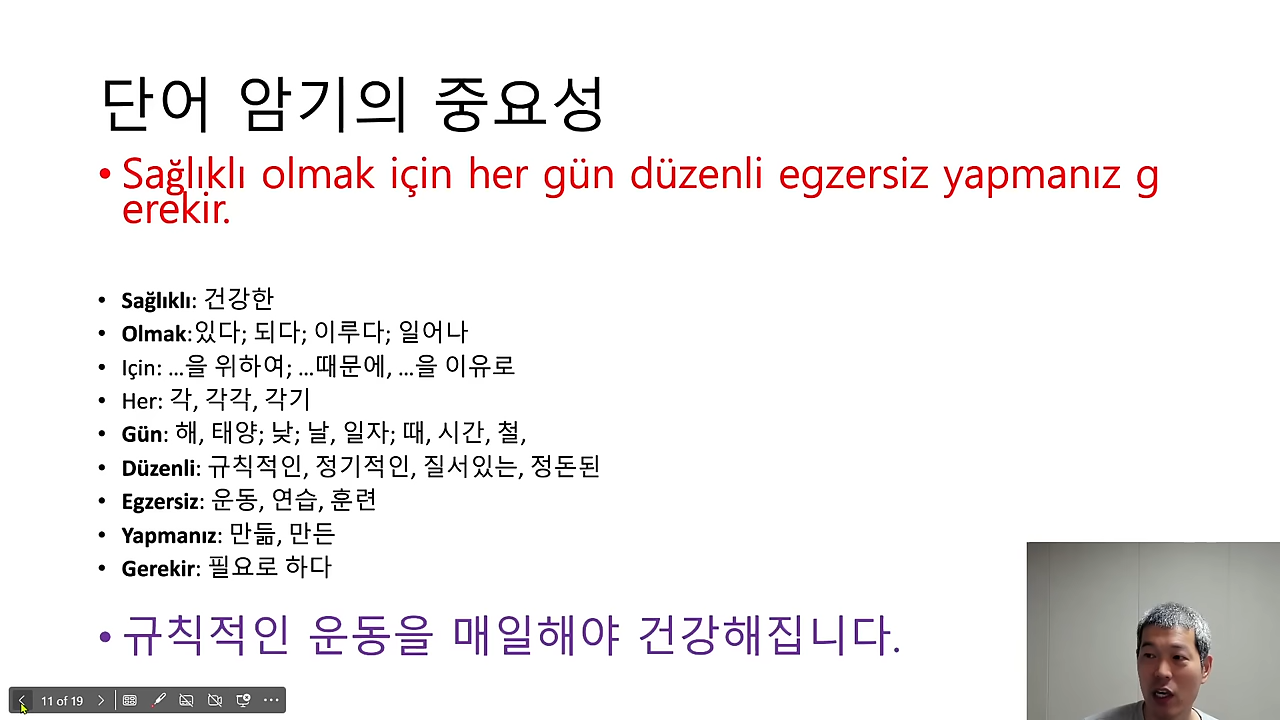 단어 암기의 중요성
• Sağlıklı olmak için her gün düzenli egzersiz yapmanız g
erekir.
• Sağlıklı: 건강한
• Olmak:있다; 되다; 이루다; 일어나
• Için: ...을 위하여; ...때문에, ...을 이유로
• Her: 각, 각각, 각기
• Gün: 해, 태양; 낮; 날, 일자; 때, 시간, 철,
• Düzenli: 규칙적인, 정기적인, 질서있는, 정돈된
• Egzersiz: 운동, 연습, 훈련
• Yapmanız: 만듦, 만든
• Gerekir: 필요로 하다
• 규칙적인 운동을 매일해야 건강해집니다.
11 of 19